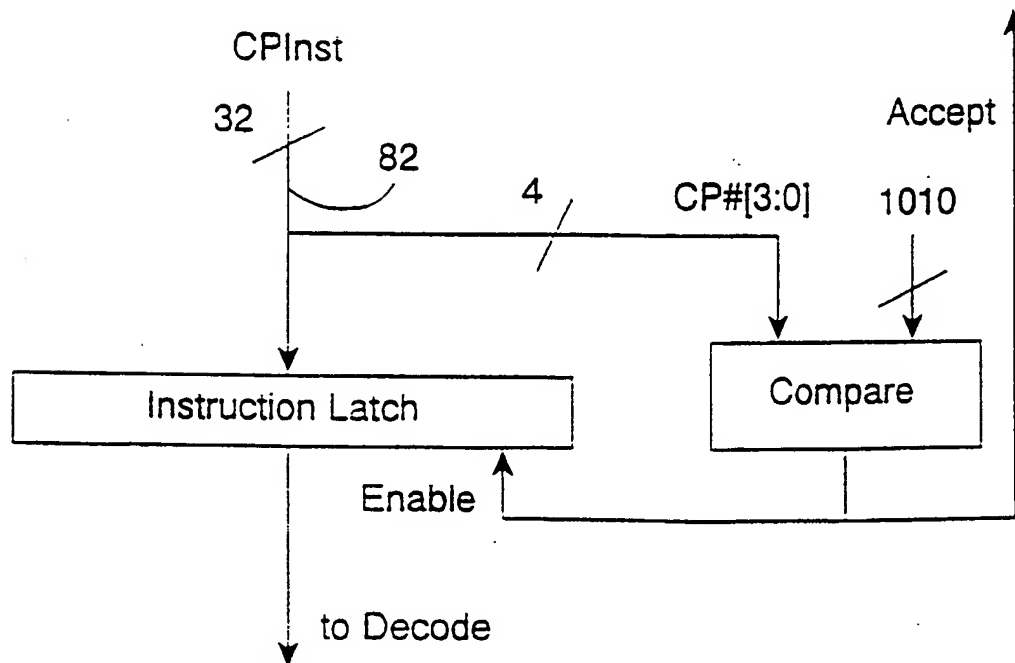 CPInst
32
82
Accept
4
CP#[3:0]
1010
Instruction Latch
Compare
Enable
to Decode